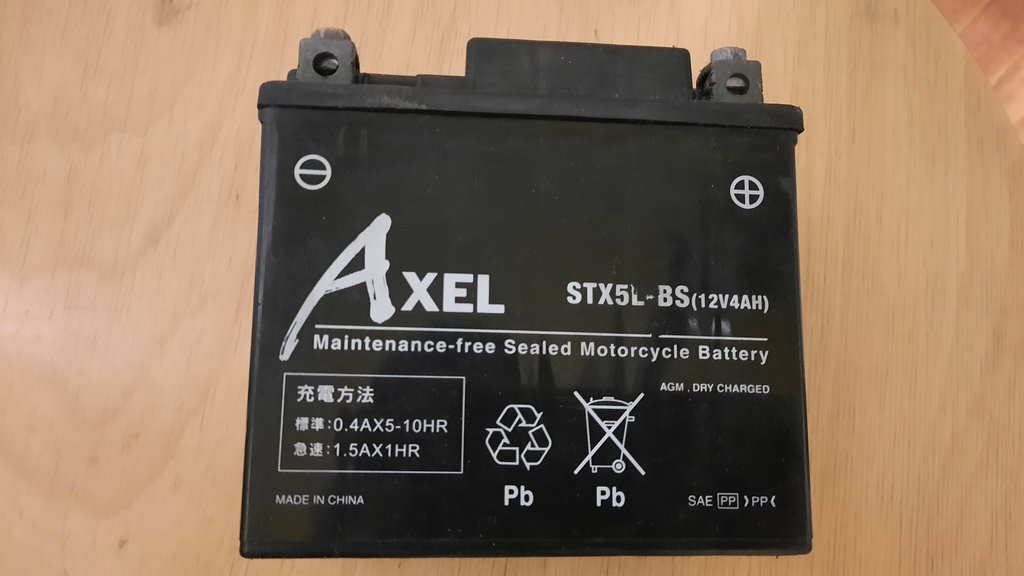 AXEL
STX5L-BS(12V4AH)
Maintenance-free Sealed Motorcycle Battery
AGM . DRY CHARGED
充電方法
標準:0.4AX5-10HR
急速:1.5AX1HR
Pb
Pb
MADE IN CHINA
SAE PP ⟩PP⟨